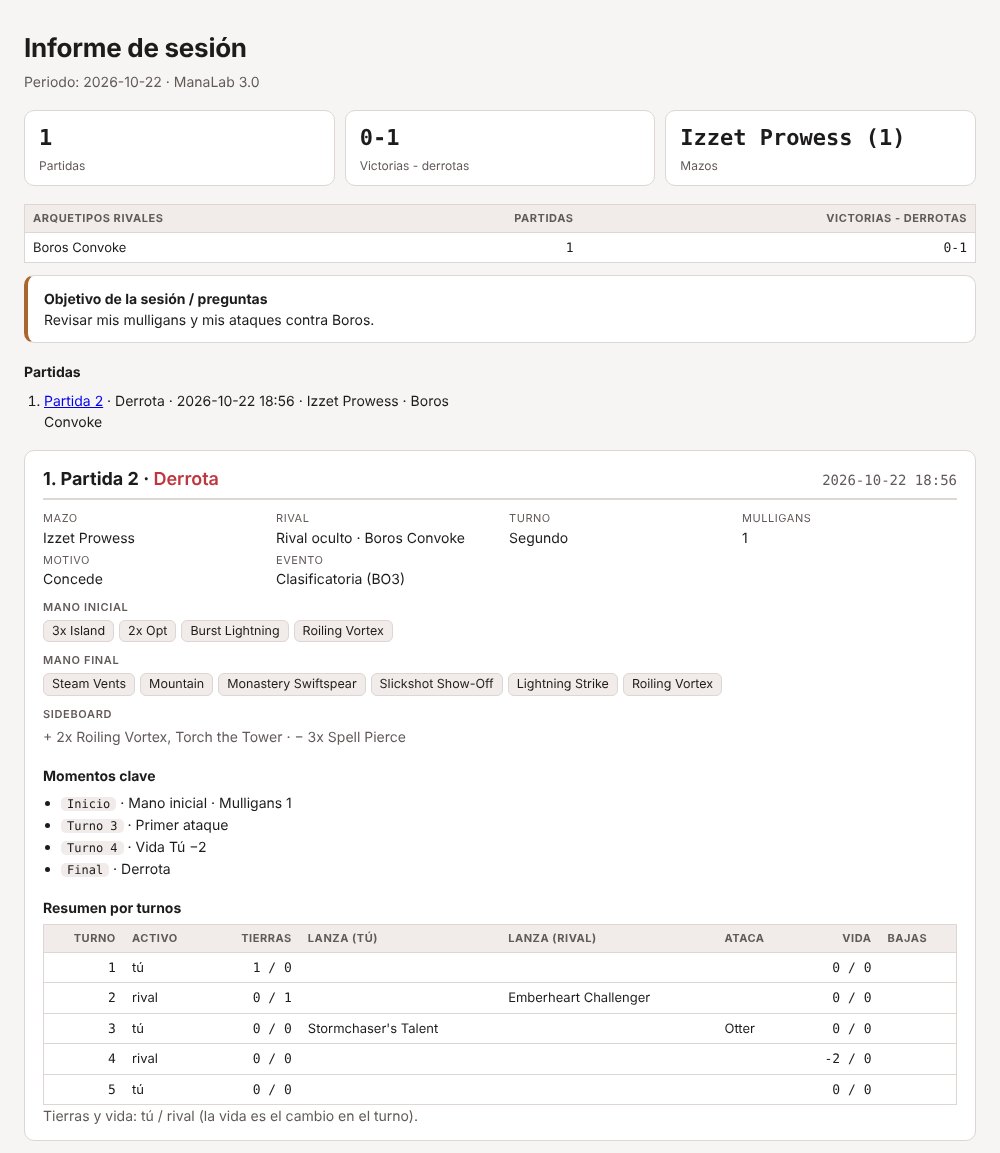 Informe de sesión
Periodo: 2026-10-22 · ManaLab 3.0
1
Partidas
0-1
Victorias - derrotas
Izzet Prowess (1)
Mazos
ARQUETIPOS RIVALES PARTIDAS VICTORIAS - DERROTAS
Boros Convoke 1 0-1
Objetivo de la sesión / preguntas
Revisar mis mulligans y mis ataques contra Boros.
Partidas
1. Partida 2 · Derrota · 2026-10-22 18:56 · Izzet Prowess · Boros
Convoke
1. Partida 2 · Derrota 2026-10-22 18:56
MAZO RIVAL TURNO MULLIGANS
Izzet Prowess Rival oculto · Boros Convoke Segundo 1
MOTIVO EVENTO
Concede Clasificatoria (BO3)
MANO INICIAL
3x Island 2x Opt Burst Lightning Roiling Vortex
MANO FINAL
Steam Vents Mountain Monastery Swiftspear Slickshot Show-Off Lightning Strike Roiling Vortex
SIDEBOARD
+ 2x Roiling Vortex, Torch the Tower · − 3x Spell Pierce
Momentos clave
• Inicio · Mano inicial · Mulligans 1
• Turno 3 · Primer ataque
• Turno 4 · Vida Tú −2
• Final · Derrota
Resumen por turnos
TURNO ACTIVO TIERRAS LANZA (TÚ) LANZA (RIVAL) ATACA VIDA BAJAS
1 tú 1 / 0 0 / 0
2 rival 0 / 1 Emberheart Challenger 0 / 0
3 tú 0 / 0 Stormchaser's Talent Otter 0 / 0
4 rival 0 / 0 -2 / 0
5 tú 0 / 0 0 / 0
Tierras y vida: tú / rival (la vida es el cambio en el turno).